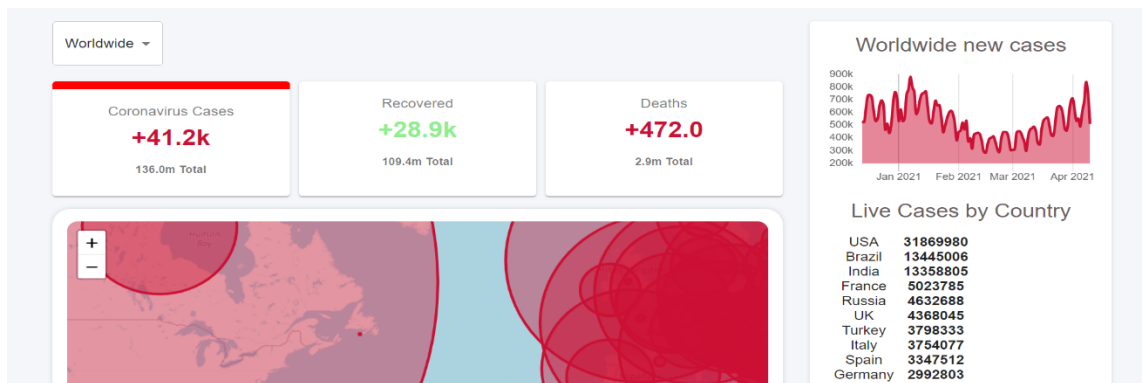 Worldwide
Coronavirus Cases
+41.2k
136.0m Total
Recovered
+28.9k
109.4m Total
Deaths
+472.0
2.9m Total
+
−
Worldwide new cases
900k
800k
700k
600k
500k
400k
300k
200k
Jan 2021 Feb 2021 Mar 2021 Apr 2021
Live Cases by Country
USA 31869980
Brazil 13445006
India 13358805
France 5023785
Russia 4632688
UK 4368045
Turkey 3798333
Italy 3754077
Spain 3347512
Germany 2992803